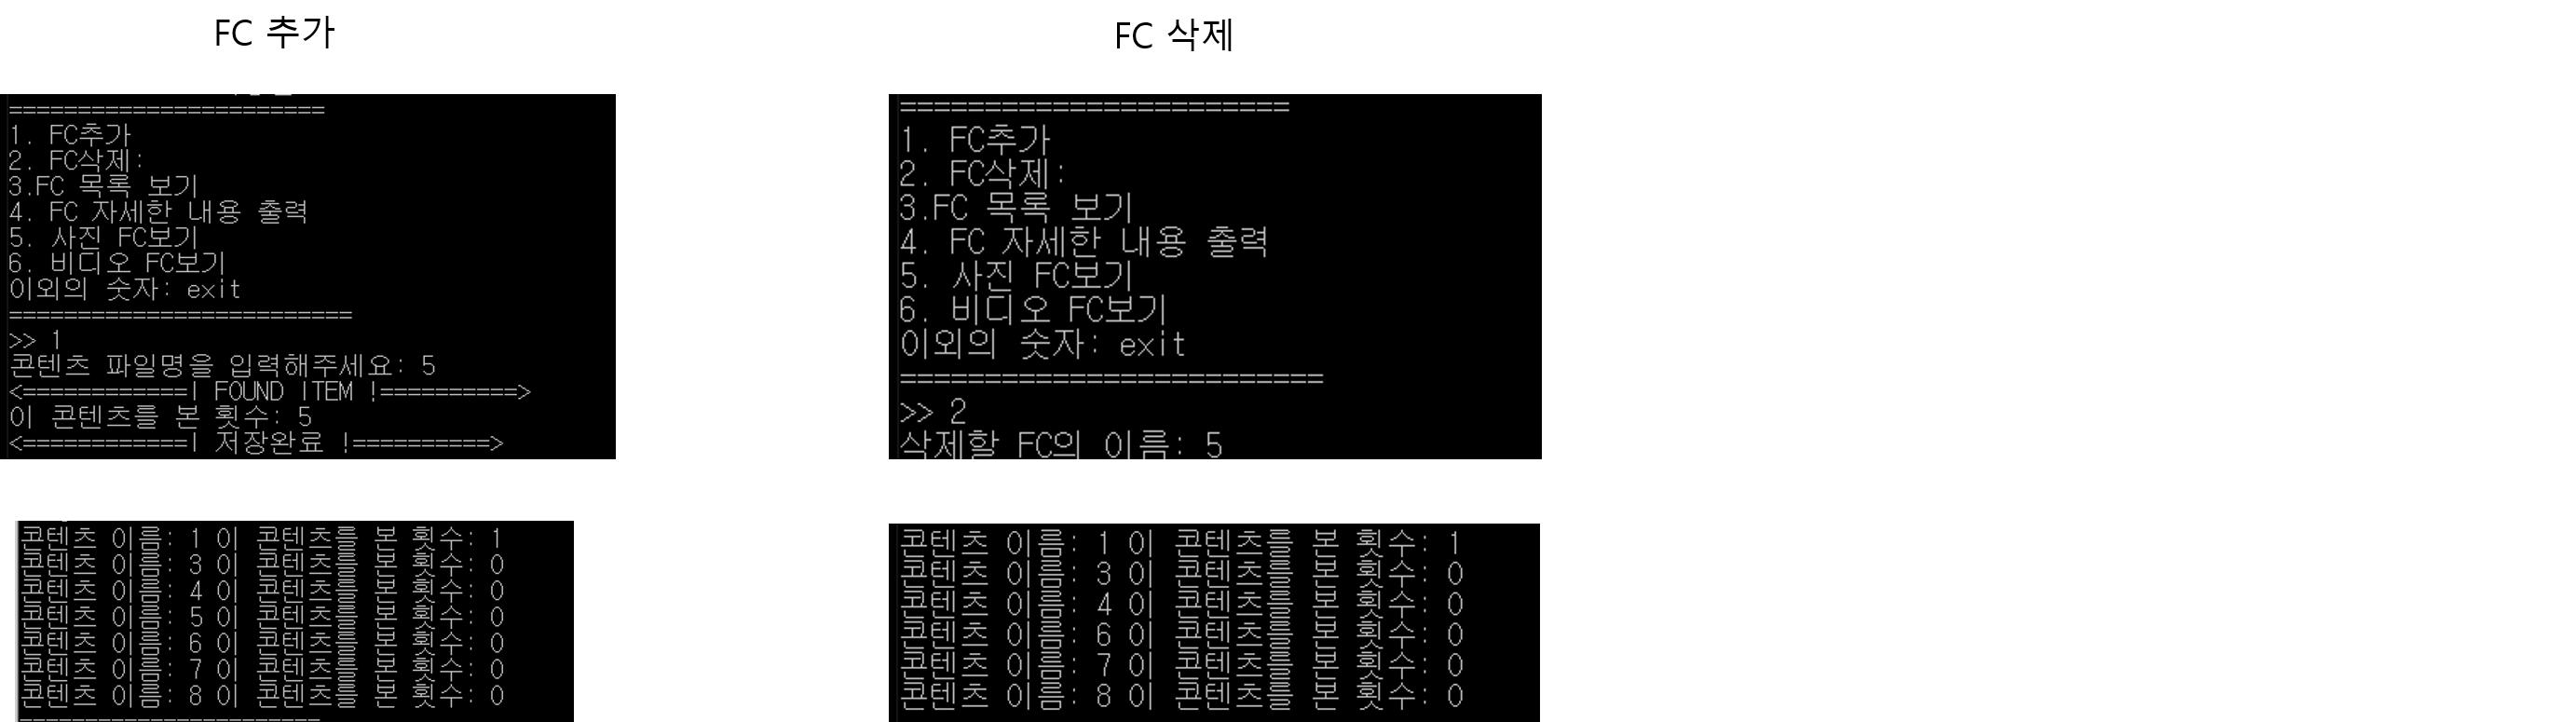 FC 추가
=======================
1. FC추가
2. FC삭제:
3.FC 목록 보기
4. FC 자세한 내용 출력
5. 사진 FC보기
6. 비디오 FC보기
이외의 숫자: exit
=========================
>> 1
콘텐츠 파일명을 입력해주세요: 5
<============| FOUND ITEM !==========>
이 콘텐츠를 본 횟수: 5
<============| 저장완료 !==========>
콘텐츠 이름: 1 이 콘텐츠를 본 횟수: 1
콘텐츠 이름: 3 이 콘텐츠를 본 횟수: 0
콘텐츠 이름: 4 이 콘텐츠를 본 횟수: 0
콘텐츠 이름: 5 이 콘텐츠를 본 횟수: 0
콘텐츠 이름: 6 이 콘텐츠를 본 횟수: 0
콘텐츠 이름: 7 이 콘텐츠를 본 횟수: 0
콘텐츠 이름: 8 이 콘텐츠를 본 횟수: 0
FC 삭제
=======================
1. FC추가
2. FC삭제:
3.FC 목록 보기
4. FC 자세한 내용 출력
5. 사진 FC보기
6. 비디오 FC보기
이외의 숫자: exit
=========================
>> 2
삭제할 FC의 이름: 5
콘텐츠 이름: 1 이 콘텐츠를 본 횟수: 1
콘텐츠 이름: 3 이 콘텐츠를 본 횟수: 0
콘텐츠 이름: 4 이 콘텐츠를 본 횟수: 0
콘텐츠 이름: 6 이 콘텐츠를 본 횟수: 0
콘텐츠 이름: 7 이 콘텐츠를 본 횟수: 0
콘텐츠 이름: 8 이 콘텐츠를 본 횟수: 0